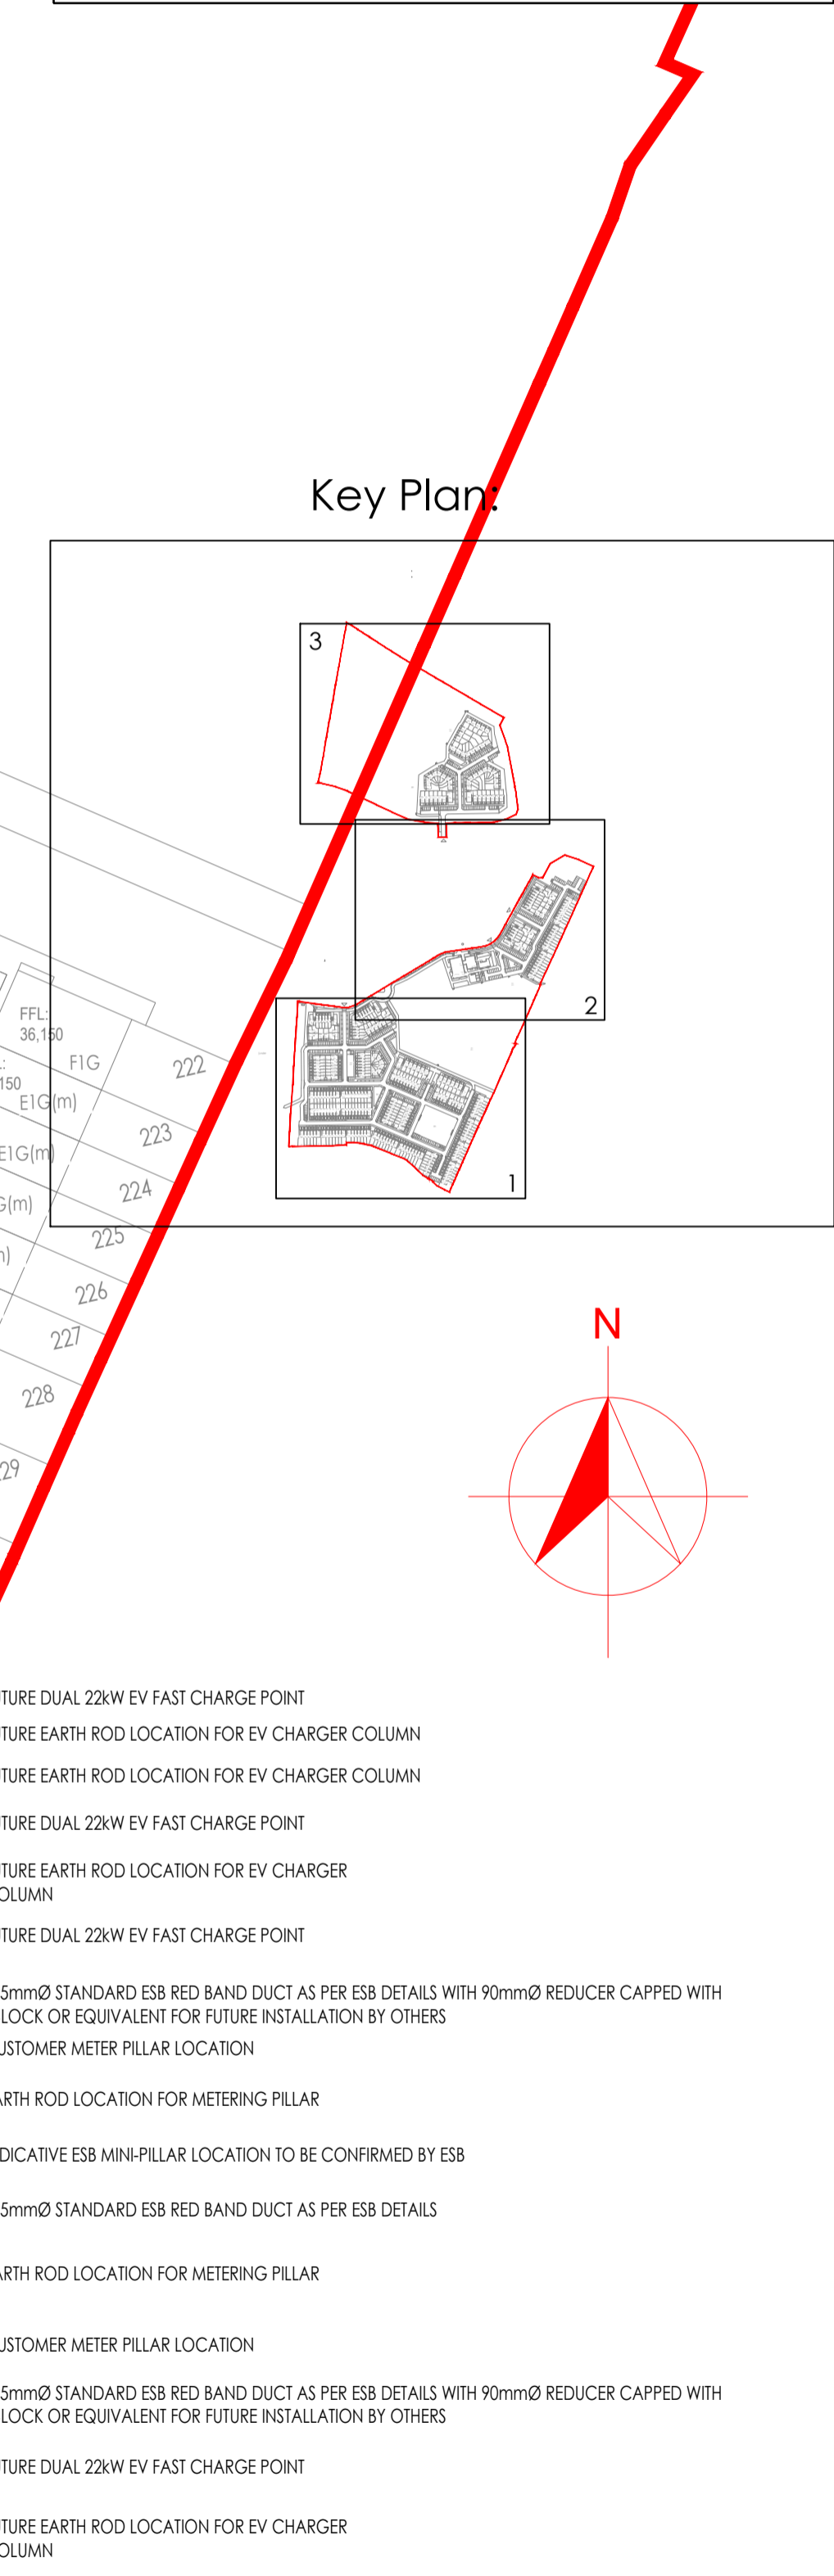 Key Plan:
3
2
1
FFL:
36,150
F1G
150
E1G(m)
E1G(m)
G(m)
222
223
224
225
226
227
228
29
N
TURE DUAL 22kW EV FAST CHARGE POINT
TURE EARTH ROD LOCATION FOR EV CHARGER COLUMN
TURE EARTH ROD LOCATION FOR EV CHARGER COLUMN
TURE DUAL 22kW EV FAST CHARGE POINT
TURE EARTH ROD LOCATION FOR EV CHARGER
OLUMN
TURE DUAL 22kW EV FAST CHARGE POINT
5mmØ STANDARD ESB RED BAND DUCT AS PER ESB DETAILS WITH 90mmØ REDUCER CAPPED WITH
LOCK OR EQUIVALENT FOR FUTURE INSTALLATION BY OTHERS
USTOMER METER PILLAR LOCATION
ARTH ROD LOCATION FOR METERING PILLAR
DICATIVE ESB MINI-PILLAR LOCATION TO BE CONFIRMED BY ESB
5mmØ STANDARD ESB RED BAND DUCT AS PER ESB DETAILS
ARTH ROD LOCATION FOR METERING PILLAR
USTOMER METER PILLAR LOCATION
5mmØ STANDARD ESB RED BAND DUCT AS PER ESB DETAILS WITH 90mmØ REDUCER CAPPED WITH
LOCK OR EQUIVALENT FOR FUTURE INSTALLATION BY OTHERS
TURE DUAL 22kW EV FAST CHARGE POINT
TURE EARTH ROD LOCATION FOR EV CHARGER
OLUMN